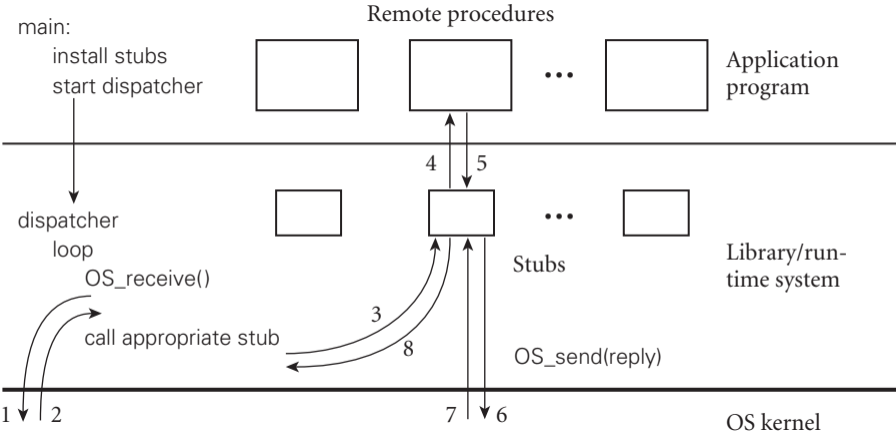 Remote procedures
main:
install stubs
start dispatcher
...
Application
program
4
5
dispatcher
loop
...
Stubs
Library/run-
time system
OS_receive()
3
call appropriate stub
8
OS_send(reply)
1
2
7
6
OS kernel